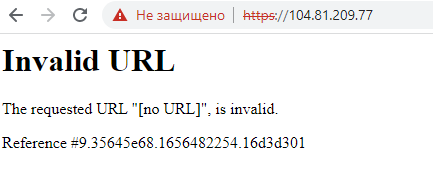 Не защищено https://104.81.209.77
Invalid URL
The requested URL "[no URL]", is invalid.
Reference #9.35645e68.1656482254.16d3d301